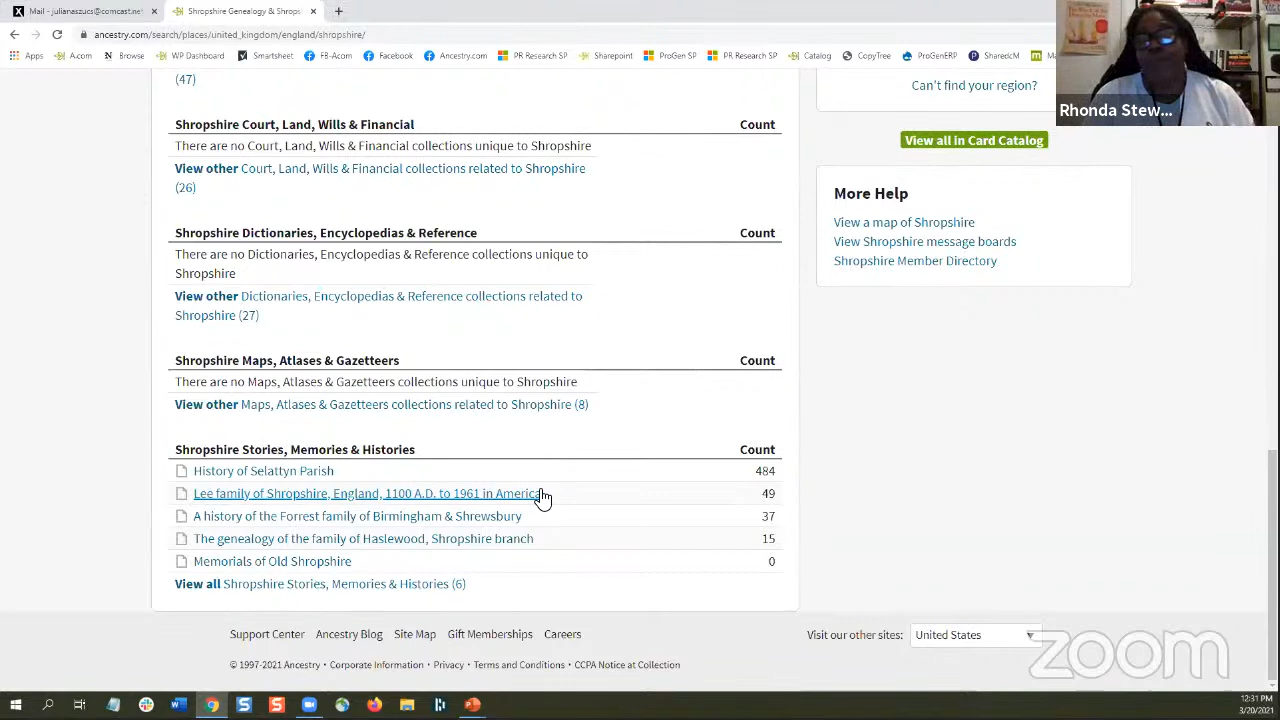 Mail - julianaszucs@comcast.net
Shropshire Genealogy & Shrops
ancestry.com/search/places/united_kingdom/england/shropshire/
Apps A.com Browse WP Dashboard Smartsheet FB-Acom Facebook Ancestry.com PR Research SP Sharepoint ProGen SP PR Research SP Catalog CopyTree ProGenERP SharedcM
(47)
Can't find your region?
Rhonda Stew...
Shropshire Court, Land, Wills & Financial Count
There are no Court, Land, Wills & Financial collections unique to Shropshire
View other Court, Land, Wills & Financial collections related to Shropshire
(26)
View all in Card Catalog
More Help
View a map of Shropshire
View Shropshire message boards
Shropshire Member Directory
Shropshire Dictionaries, Encyclopedias & Reference Count
There are no Dictionaries, Encyclopedias & Reference collections unique to
Shropshire
View other Dictionaries, Encyclopedias & Reference collections related to
Shropshire (27)
Shropshire Maps, Atlases & Gazetteers Count
There are no Maps, Atlases & Gazetteers collections unique to Shropshire
View other Maps, Atlases & Gazetteers collections related to Shropshire (8)
Shropshire Stories, Memories & Histories Count
History of Selattyn Parish 484
Lee family of Shropshire, England, 1100 A.D. to 1961 in America 49
A history of the Forrest family of Birmingham & Shrewsbury 37
The genealogy of the family of Haslewood, Shropshire branch 15
Memorials of Old Shropshire 0
View all Shropshire Stories, Memories & Histories (6)
Support Center Ancestry Blog Site Map Gift Memberships Careers
Visit our other sites: United States
© 1997-2021 Ancestry • Corporate Information • Privacy • Terms and Conditions • CCPA Notice at Collection
zoom
12:31 PM
3/20/2021